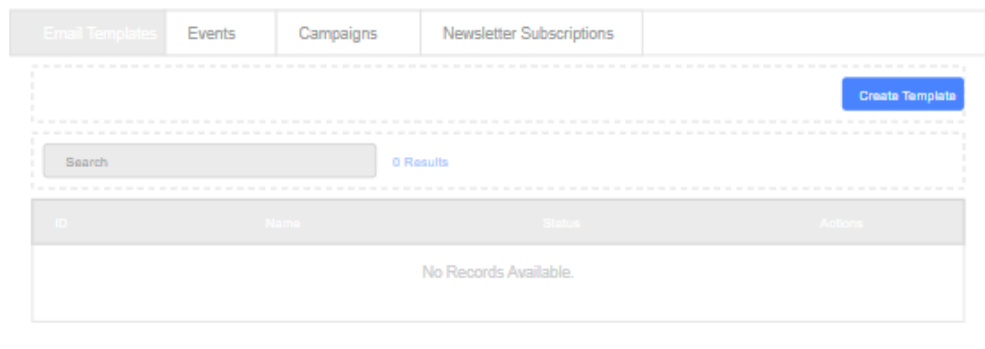 Email Templates Events Campaigns Newsletter Subscriptions
Create Template
Search 0 Results
ID Name Status Actions
No Records Available.